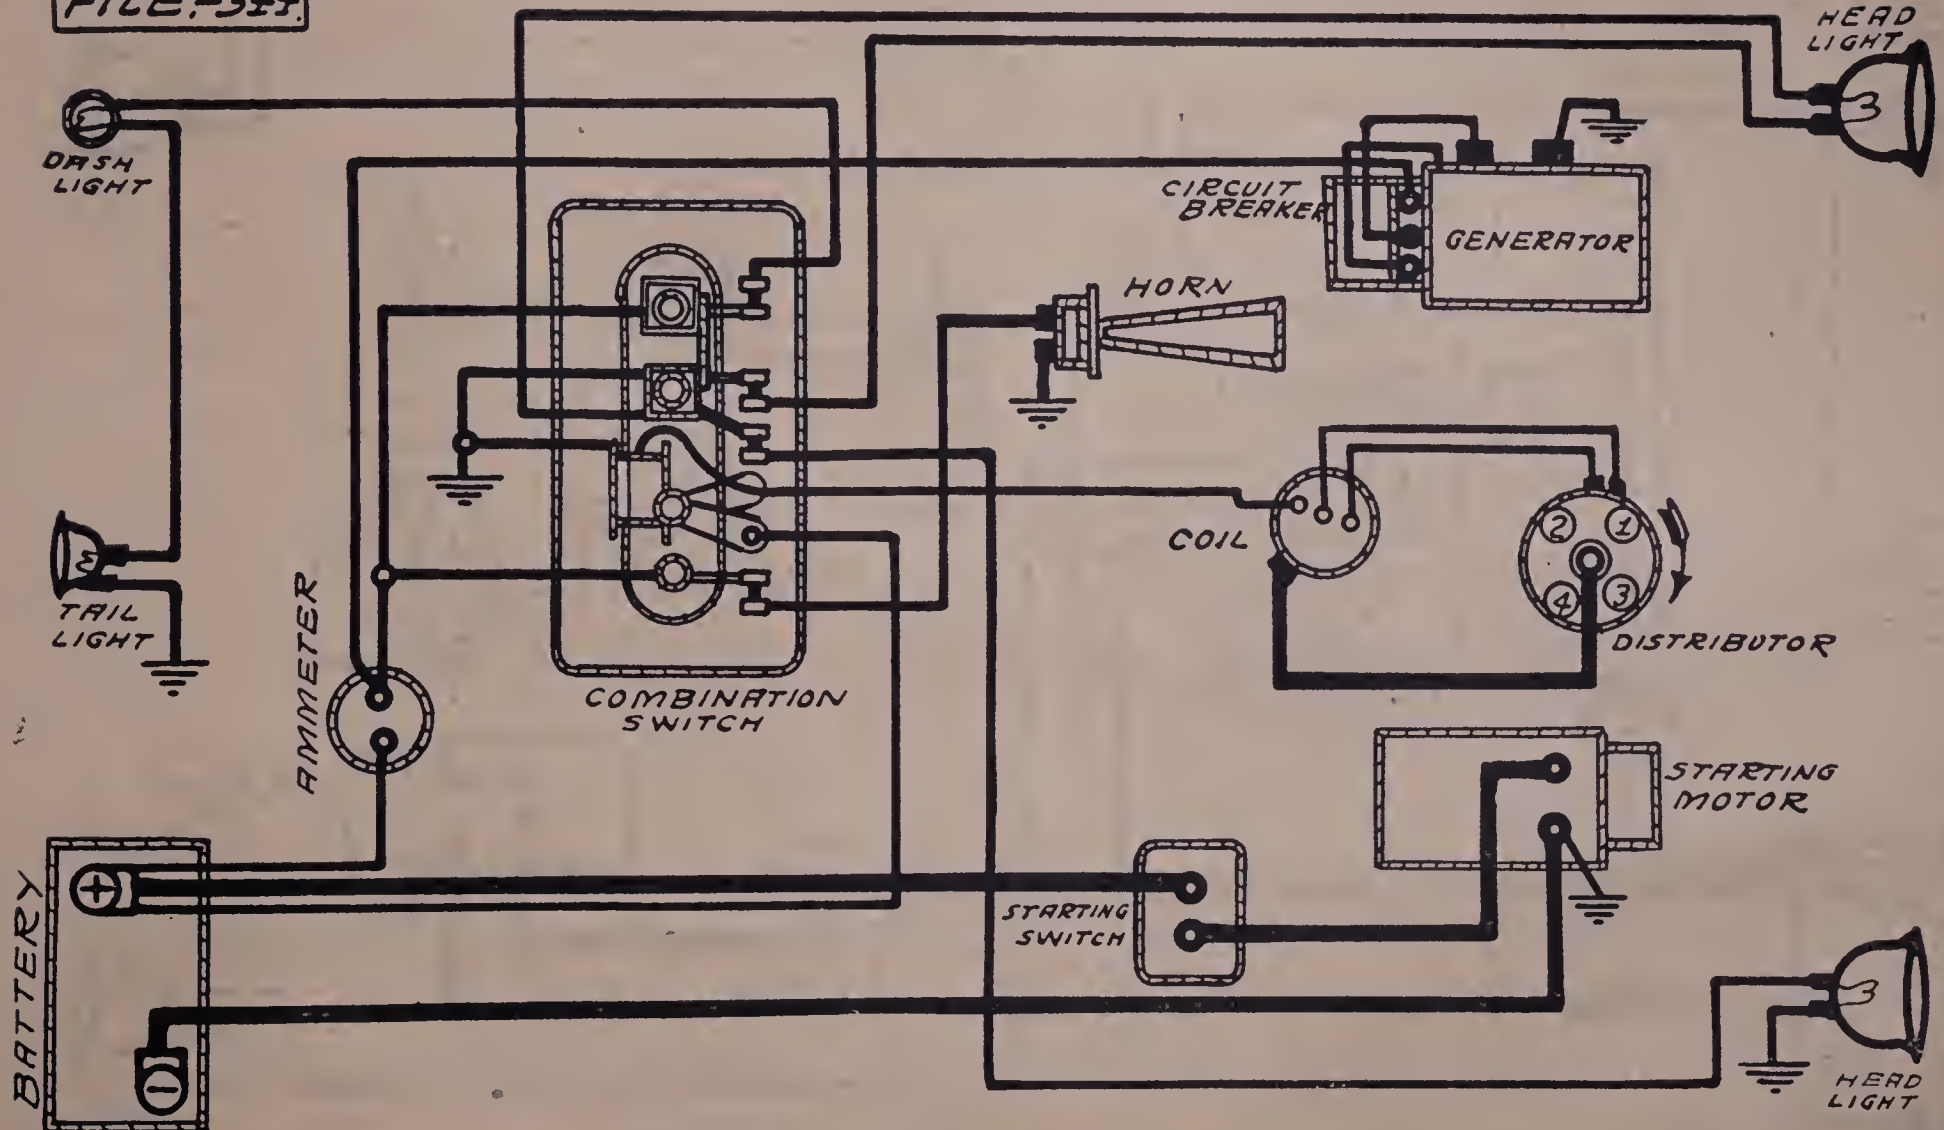 HEAD
LIGHT
DASH
LIGHT
CIRCUIT
BREAKER
GENERATOR
HORN
COIL
2
1
4
3
DISTRIBUTOR
TAIL
LIGHT
AMMETER
COMBINATION
SWITCH
STARTING
MOTOR
+
BATTERY
STARTING
SWITCH
-
HEAD
LIGHT